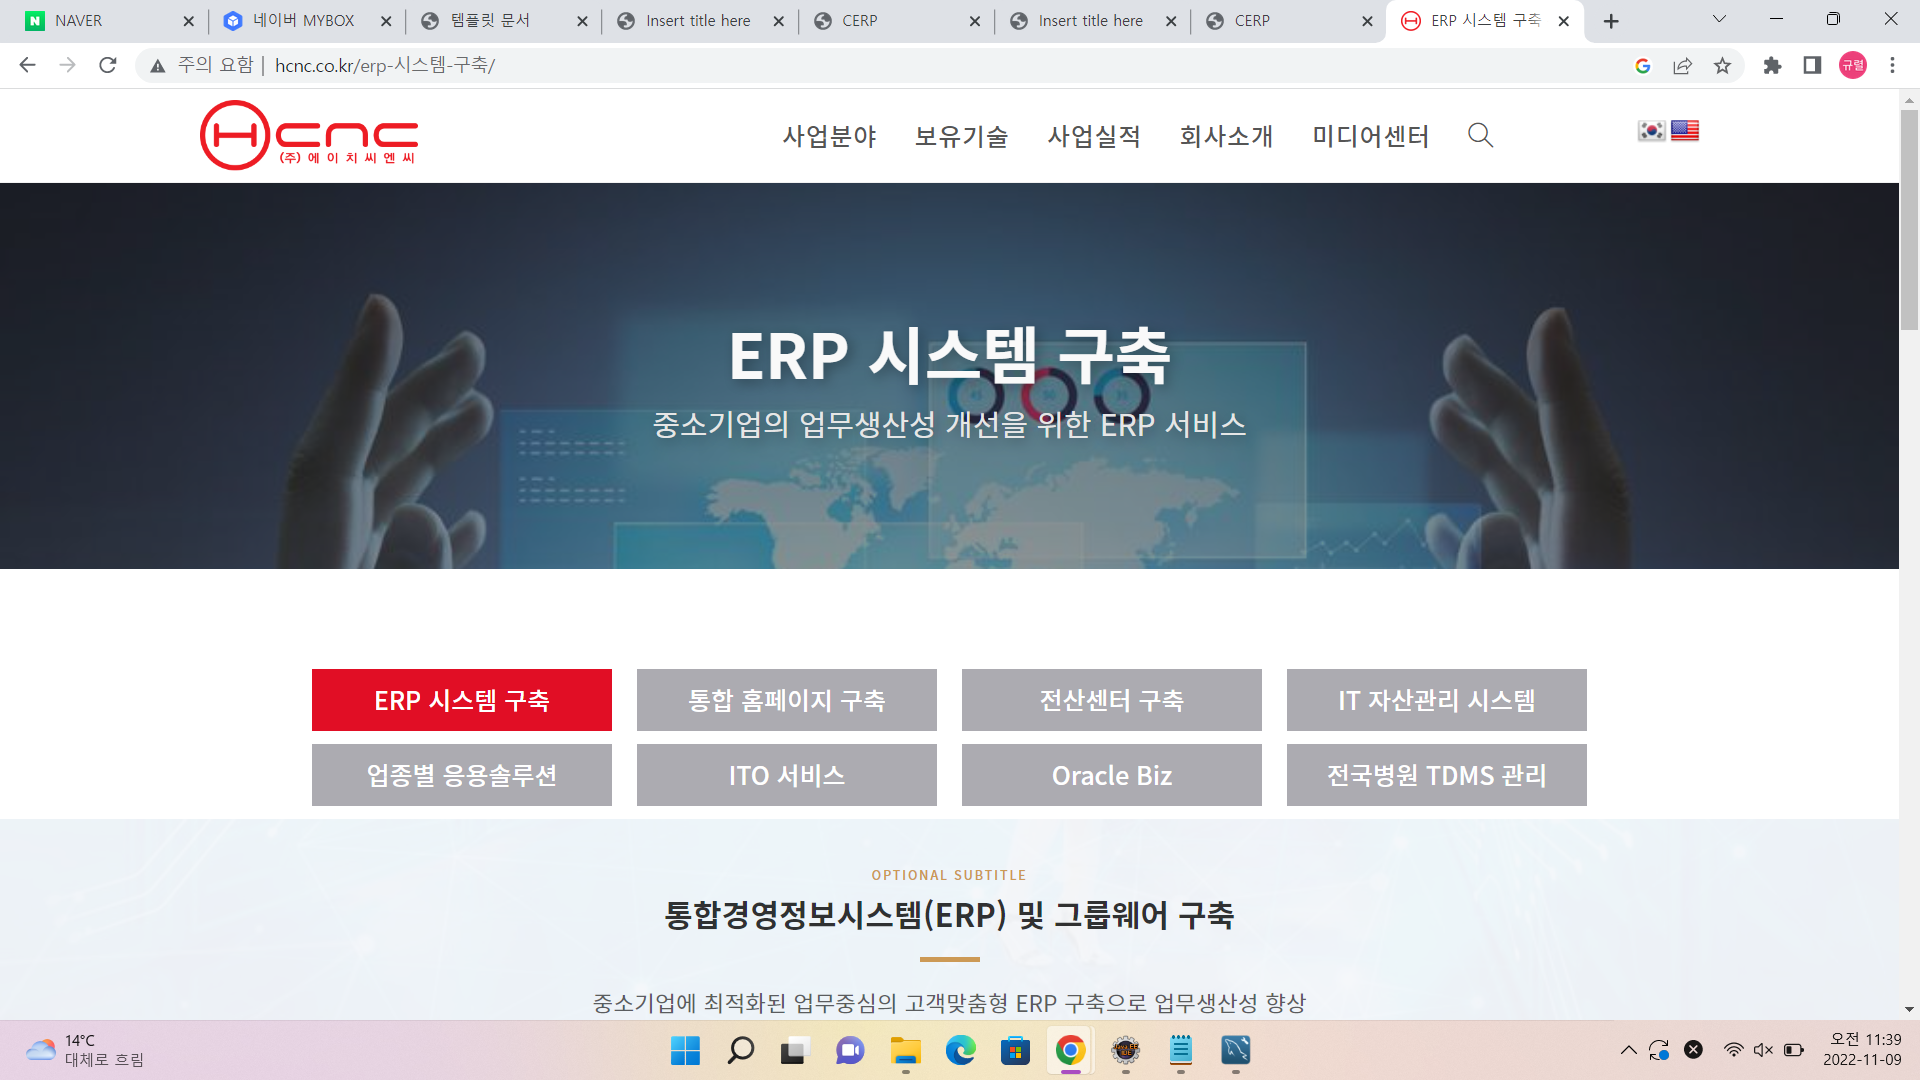 NAVER
네이버 MYBOX
템플릿 문서
Insert title here
CERP
Insert title here
CERP
ERP 시스템 구축
주의 요함 | hcnc.co.kr/erp-시스템-구축/
규렬
Hcnc
(주)에이치씨엔씨
사업분야
보유기술
사업실적
회사소개
미디어센터
ERP 시스템 구축
중소기업의 업무생산성 개선을 위한 ERP 서비스
ERP 시스템 구축
통합 홈페이지 구축
전산센터 구축
IT 자산관리 시스템
업종별 응용솔루션
ITO 서비스
Oracle Biz
전국병원 TDMS 관리
OPTIONAL SUBTITLE
통합경영정보시스템(ERP) 및 그룹웨어 구축
중소기업에 최적화된 업무중심의 고객맞춤형 ERP 구축으로 업무생산성 향상
14°C
대체로 흐림
오전 11:39
2022-11-09